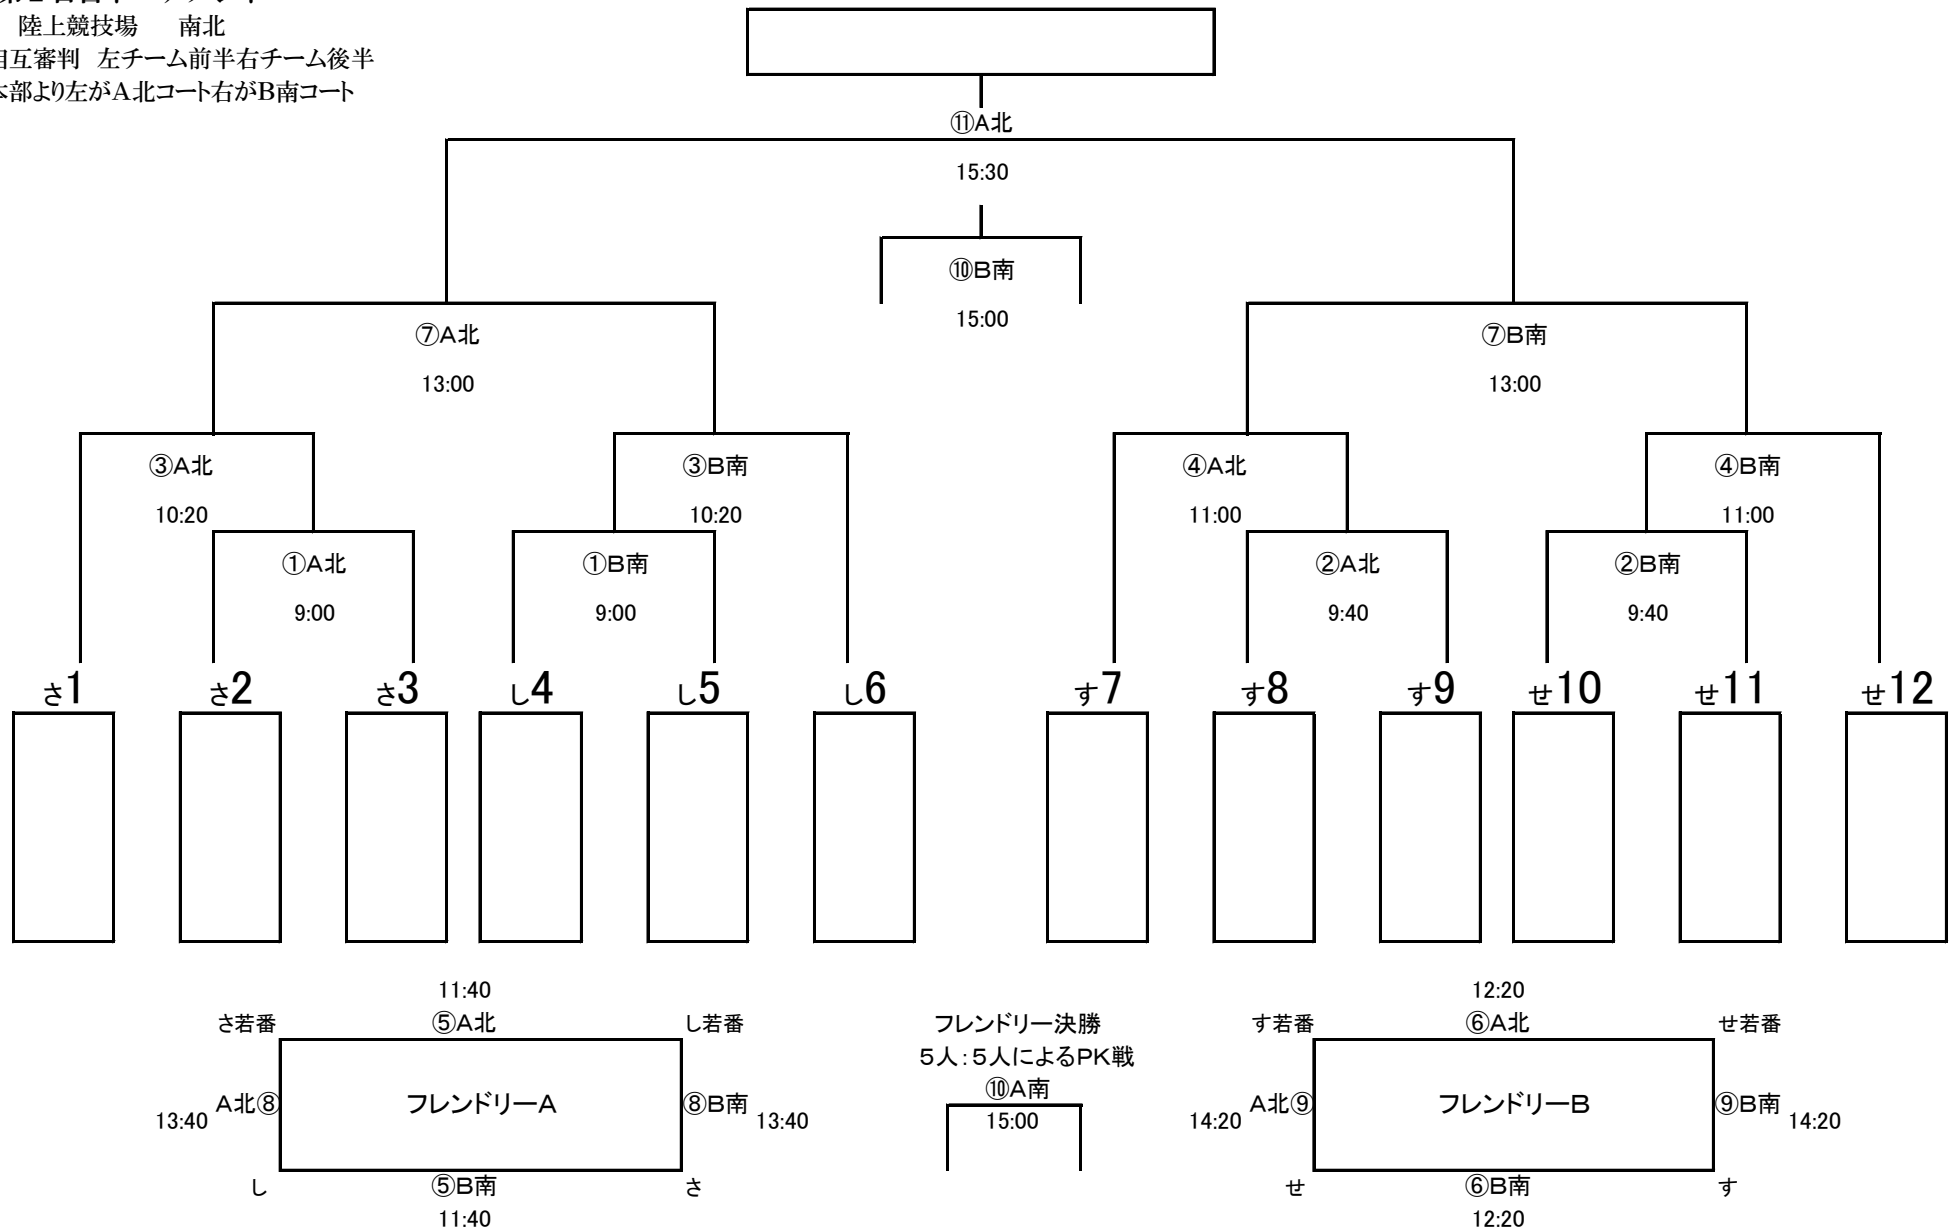 陸上競技場　南北
相互審判 左チーム前半右チーム後半
本部より左がA北コート右がB南コート
⑪A北
15:30
⑩B南
15:00
⑦A北
13:00
⑦B南
13:00
③A北
10:20
③B南
10:20
④A北
11:00
④B南
11:00
①A北
9:00
①B南
9:00
②A北
9:40
②B南
9:40
さ1 さ2 さ3 し4 し5 し6 す7 す8 す9 せ10 せ11 せ12
11:40
さ若番 ⑤A北 し若番
13:40 A北⑧ フレンドリーA ⑧B南 13:40
し ⑤B南 さ
11:40
フレンドリー決勝
5人:5人によるPK戦
⑩A南
15:00
12:20
す若番 ⑥A北 せ若番
14:20 A北⑨ フレンドリーB ⑨B南 14:20
せ ⑥B南 す
12:20